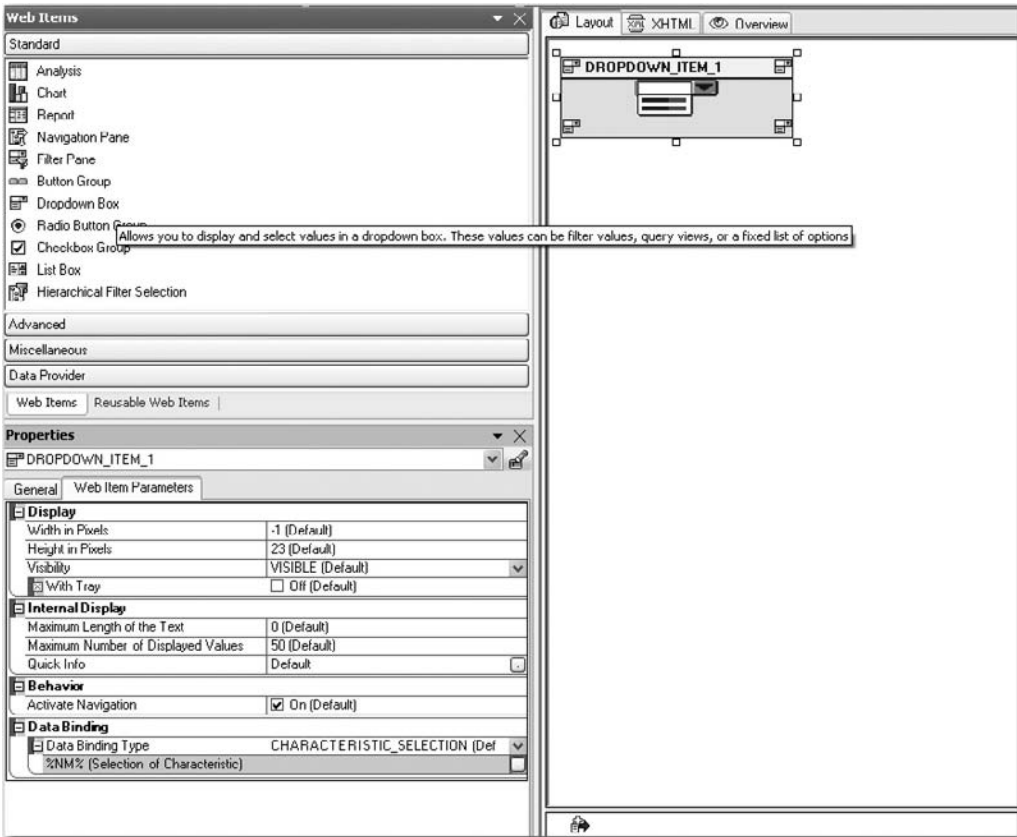 Web Items
Standard
Analysis
Chart
Report
Navigation Pane
Filter Pane
Button Group
Dropdown Box
Radio Button Group
Allows you to display and select values in a dropdown box. These values can be filter values, query views, or a fixed list of options
Checkbox Group
List Box
Hierarchical Filter Selection
Advanced
Miscellaneous
Data Provider
Web Items Reusable Web Items
Properties
DROPDOWN_ITEM_1
General Web Item Parameters
Display
Width in Pixels -1 (Default)
Height in Pixels 23 (Default)
Visibility VISIBLE (Default)
With Tray Off (Default)
Internal Display
Maximum Length of the Text 0 (Default)
Maximum Number of Displayed Values 50 (Default)
Quick Info Default
Behavior
Activate Navigation On (Default)
Data Binding
Data Binding Type CHARACTERISTIC_SELECTION (Def
%NM% (Selection of Characteristic)
Layout XHTML Overview
DROPDOWN_ITEM_1